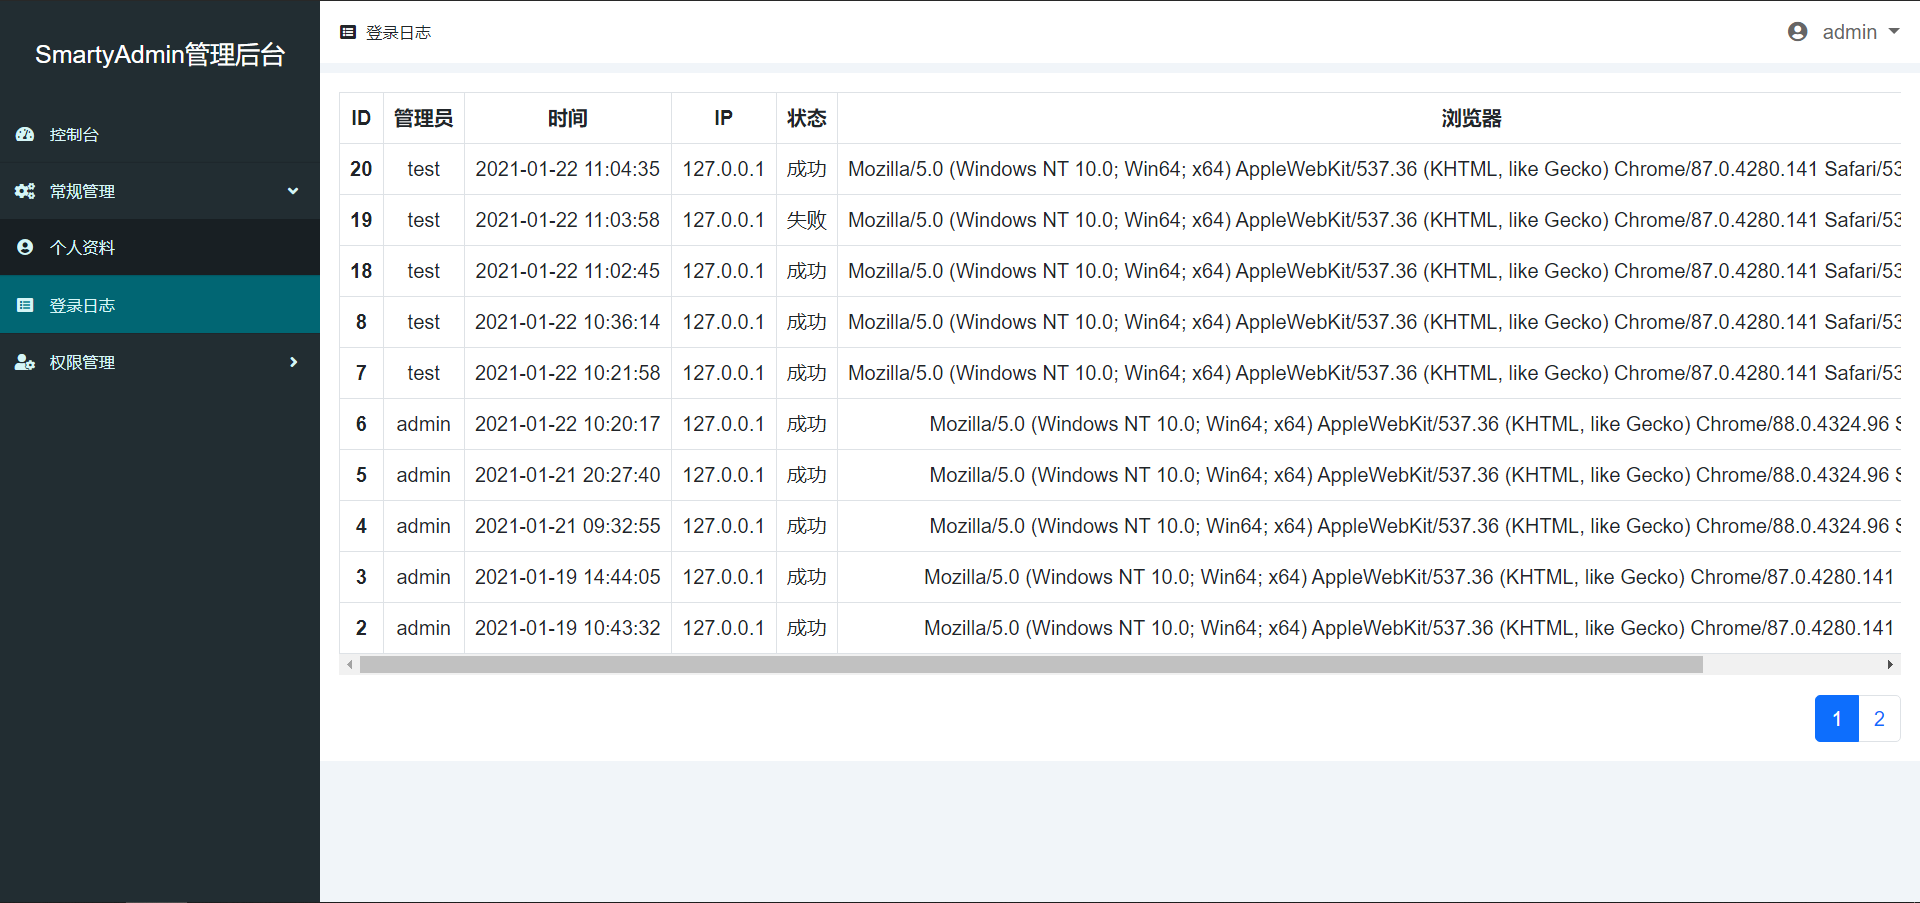 SmartyAdmin管理后台
控制台
常规管理
个人资料
登录日志
权限管理
登录日志
admin
ID 管理员 时间 IP 状态 浏览器
20 test 2021-01-22 11:04:35 127.0.0.1 成功 Mozilla/5.0 (Windows NT 10.0; Win64; x64) AppleWebKit/537.36 (KHTML, like Gecko) Chrome/87.0.4280.141 Safari/53
19 test 2021-01-22 11:03:58 127.0.0.1 失败 Mozilla/5.0 (Windows NT 10.0; Win64; x64) AppleWebKit/537.36 (KHTML, like Gecko) Chrome/87.0.4280.141 Safari/53
18 test 2021-01-22 11:02:45 127.0.0.1 成功 Mozilla/5.0 (Windows NT 10.0; Win64; x64) AppleWebKit/537.36 (KHTML, like Gecko) Chrome/87.0.4280.141 Safari/53
8 test 2021-01-22 10:36:14 127.0.0.1 成功 Mozilla/5.0 (Windows NT 10.0; Win64; x64) AppleWebKit/537.36 (KHTML, like Gecko) Chrome/87.0.4280.141 Safari/53
7 test 2021-01-22 10:21:58 127.0.0.1 成功 Mozilla/5.0 (Windows NT 10.0; Win64; x64) AppleWebKit/537.36 (KHTML, like Gecko) Chrome/87.0.4280.141 Safari/53
6 admin 2021-01-22 10:20:17 127.0.0.1 成功 Mozilla/5.0 (Windows NT 10.0; Win64; x64) AppleWebKit/537.36 (KHTML, like Gecko) Chrome/88.0.4324.96 S
5 admin 2021-01-21 20:27:40 127.0.0.1 成功 Mozilla/5.0 (Windows NT 10.0; Win64; x64) AppleWebKit/537.36 (KHTML, like Gecko) Chrome/88.0.4324.96 S
4 admin 2021-01-21 09:32:55 127.0.0.1 成功 Mozilla/5.0 (Windows NT 10.0; Win64; x64) AppleWebKit/537.36 (KHTML, like Gecko) Chrome/88.0.4324.96 S
3 admin 2021-01-19 14:44:05 127.0.0.1 成功 Mozilla/5.0 (Windows NT 10.0; Win64; x64) AppleWebKit/537.36 (KHTML, like Gecko) Chrome/87.0.4280.141
2 admin 2021-01-19 10:43:32 127.0.0.1 成功 Mozilla/5.0 (Windows NT 10.0; Win64; x64) AppleWebKit/537.36 (KHTML, like Gecko) Chrome/87.0.4280.141
1 2